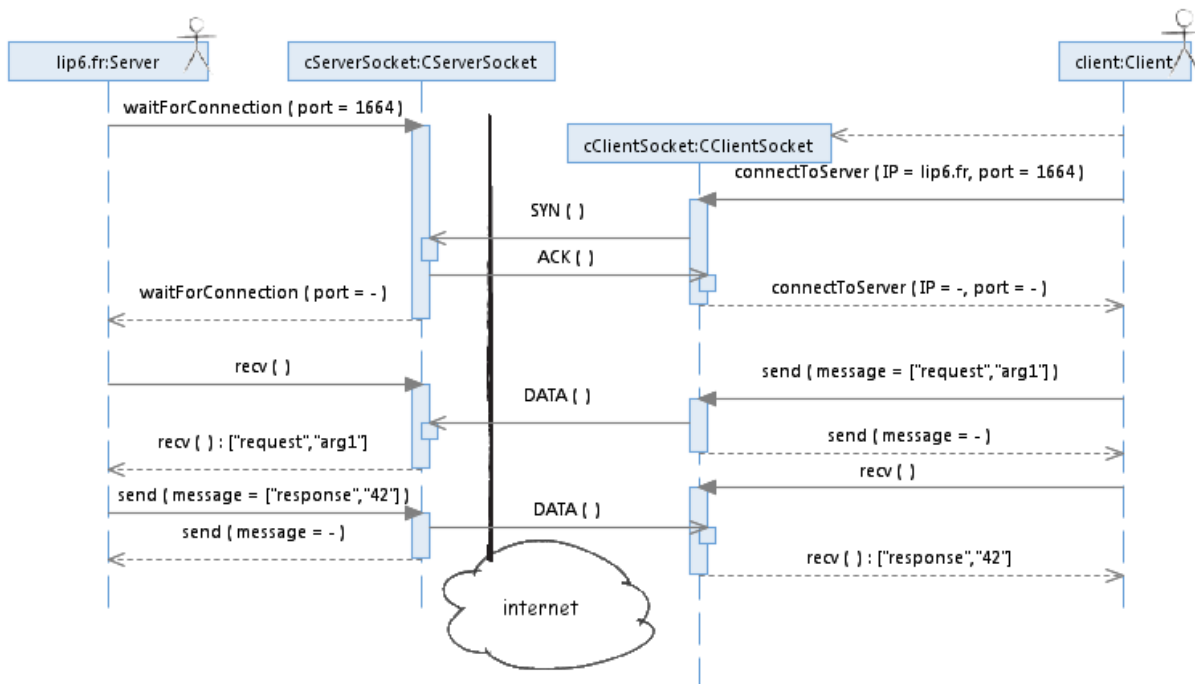 lip6.fr:Server
cServerSocket:CServerSocket
client:Client
waitForConnection ( port = 1664 )
cClientSocket:CClientSocket
connectToServer ( IP = lip6.fr, port = 1664 )
SYN ( )
ACK ( )
waitForConnection ( port = - )
connectToServer ( IP = -, port = - )
recv ( )
send ( message = ["request","arg1"] )
DATA ( )
recv ( ) : ["request","arg1"]
send ( message = - )
recv ( )
send ( message = ["response","42"] )
DATA ( )
send ( message = - )
recv ( ) : ["response","42"]
internet